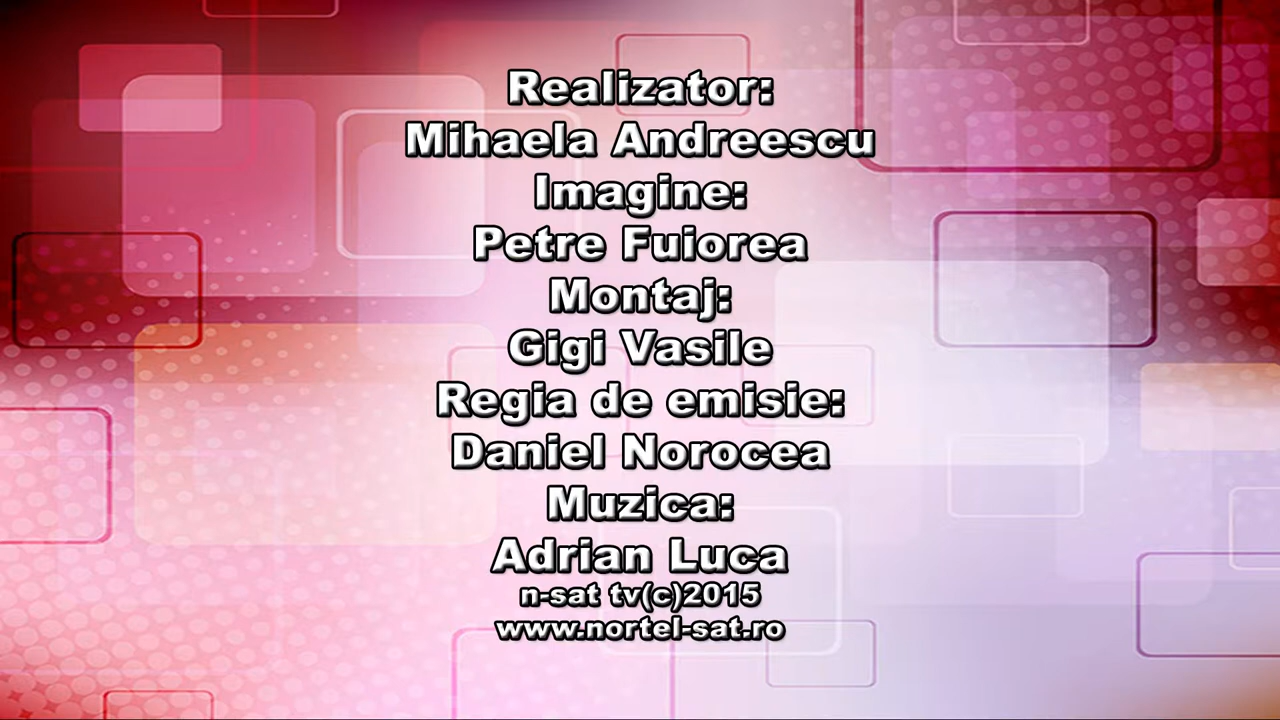 Realizator:
Mihaela Andreescu
Imagine:
Petre Fuiorea
Montaj:
Gigi Vasile
Regia de emisie:
Daniel Norocea
Muzica:
Adrian Luca
n-sat tv(c)2015
www.nortel-sat.ro